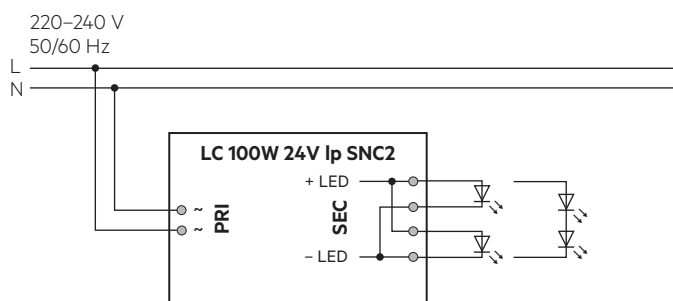 220–240 V
50/60 Hz
L
N
LC 100W 24V lp SNC2
+ LED
~
PRI
~
SEC
– LED